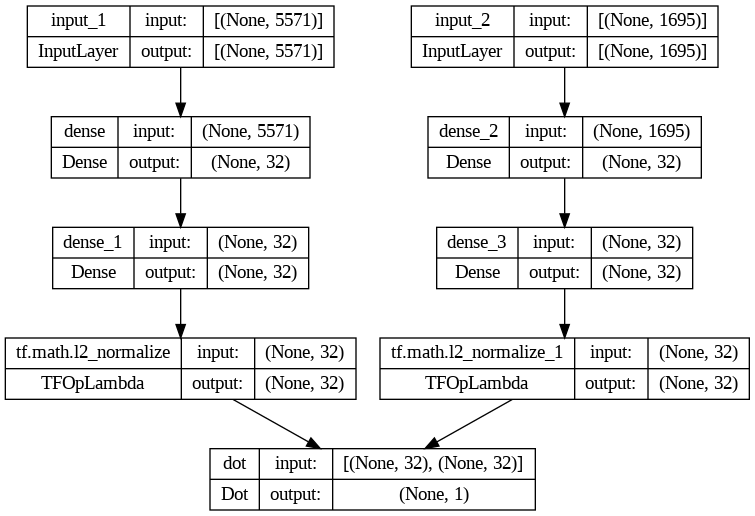 input_1 input: [(None, 5571)]
InputLayer output: [(None, 5571)]
input_2 input: [(None, 1695)]
InputLayer output: [(None, 1695)]
dense input: (None, 5571)
Dense output: (None, 32)
dense_2 input: (None, 1695)
Dense output: (None, 32)
dense_1 input: (None, 32)
Dense output: (None, 32)
dense_3 input: (None, 32)
Dense output: (None, 32)
tf.math.l2_normalize input: (None, 32)
TFOpLambda output: (None, 32)
tf.math.l2_normalize_1 input: (None, 32)
TFOpLambda output: (None, 32)
dot input: [(None, 32), (None, 32)]
Dot output: (None, 1)